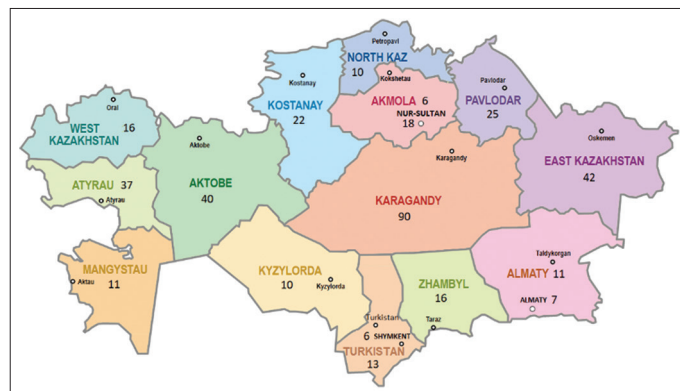 Petropavl
NORTH KAZ
10
Kokshetau
Kostanay
KOSTANAY
22
AKMOLA 6
NUR-SULTAN
18
Pavlodar
PAVLODAR
25
Oral
WEST 16
KAZAKHSTAN
Aktobe
AKTOBE
40
Karagandy
KARAGANDY
90
Oskemen
EAST KAZAKHSTAN
42
ATYRAU 37
Atyrau
MANGYSTAU
11
Aktau
KYZYLORDA
10
Kyzylorda
ZHAMBYL
16
Taraz
Taldykorgan
ALMATY 11
ALMATY 7
Turkistan
6 SHYMKENT
TURKISTAN
13